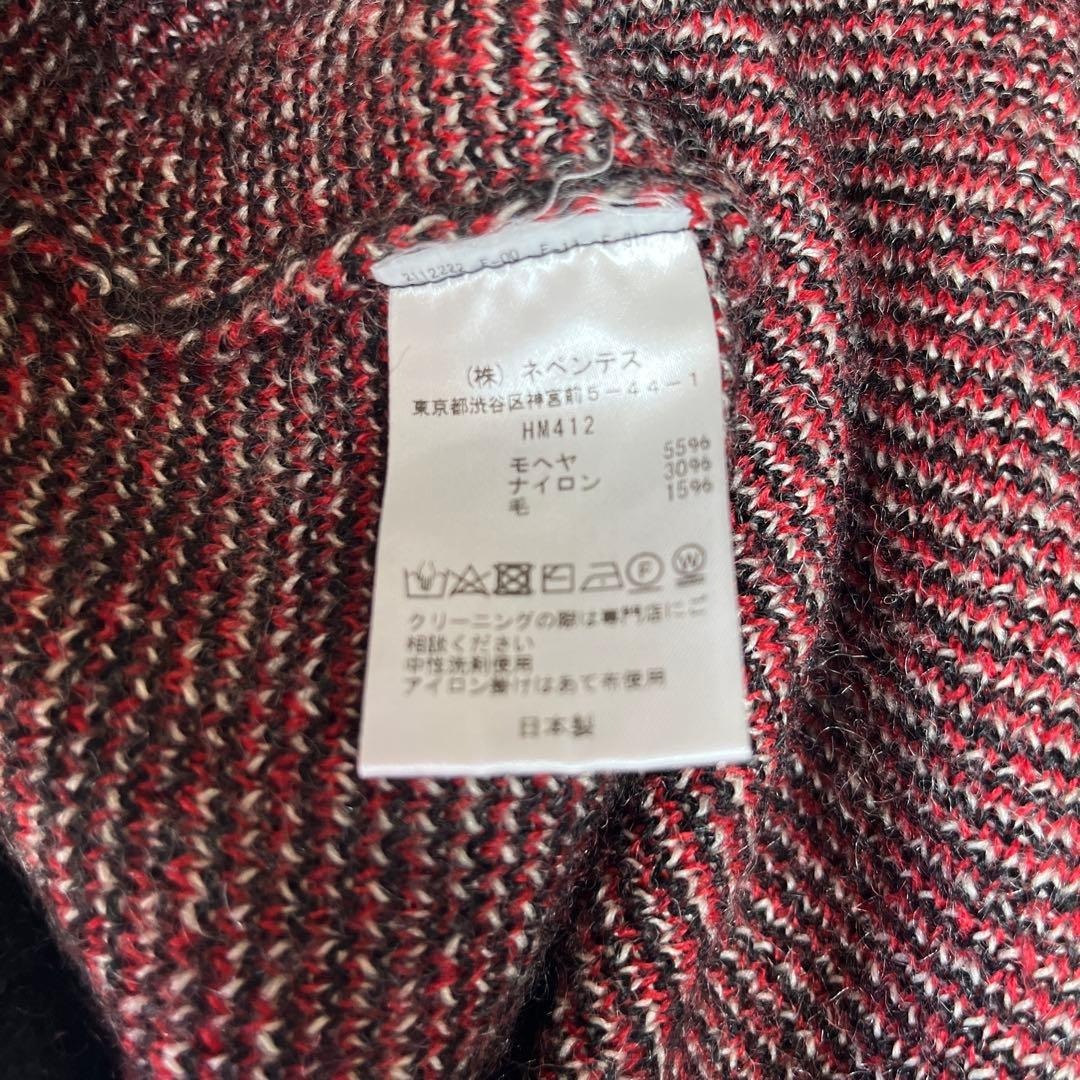 2112222 F-00
(株) ネペンテス
東京都渋谷区神宮前5-44-1
HM412
モヘヤ 55%
ナイロン 30%
毛 15%
F W
クリーニングの際は専門店にご
相談ください
中性洗剤使用
アイロン掛けはあて布使用
日本製